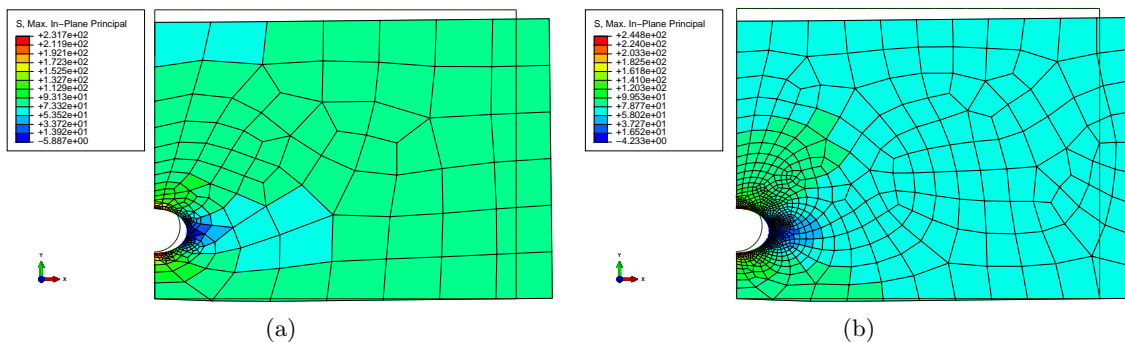 S, Max. In-Plane Principal
+2.317e+02
+2.119e+02
+1.921e+02
+1.723e+02
+1.525e+02
+1.327e+02
+1.129e+02
+9.313e+01
+7.332e+01
+5.352e+01
+3.372e+01
+1.392e+01
−5.887e+00
Y
X
(a)
S, Max. In-Plane Principal
+2.448e+02
+2.240e+02
+2.033e+02
+1.825e+02
+1.618e+02
+1.410e+02
+1.203e+02
+9.953e+01
+7.877e+01
+5.802e+01
+3.727e+01
+1.652e+01
−4.233e+00
Y
X
(b)